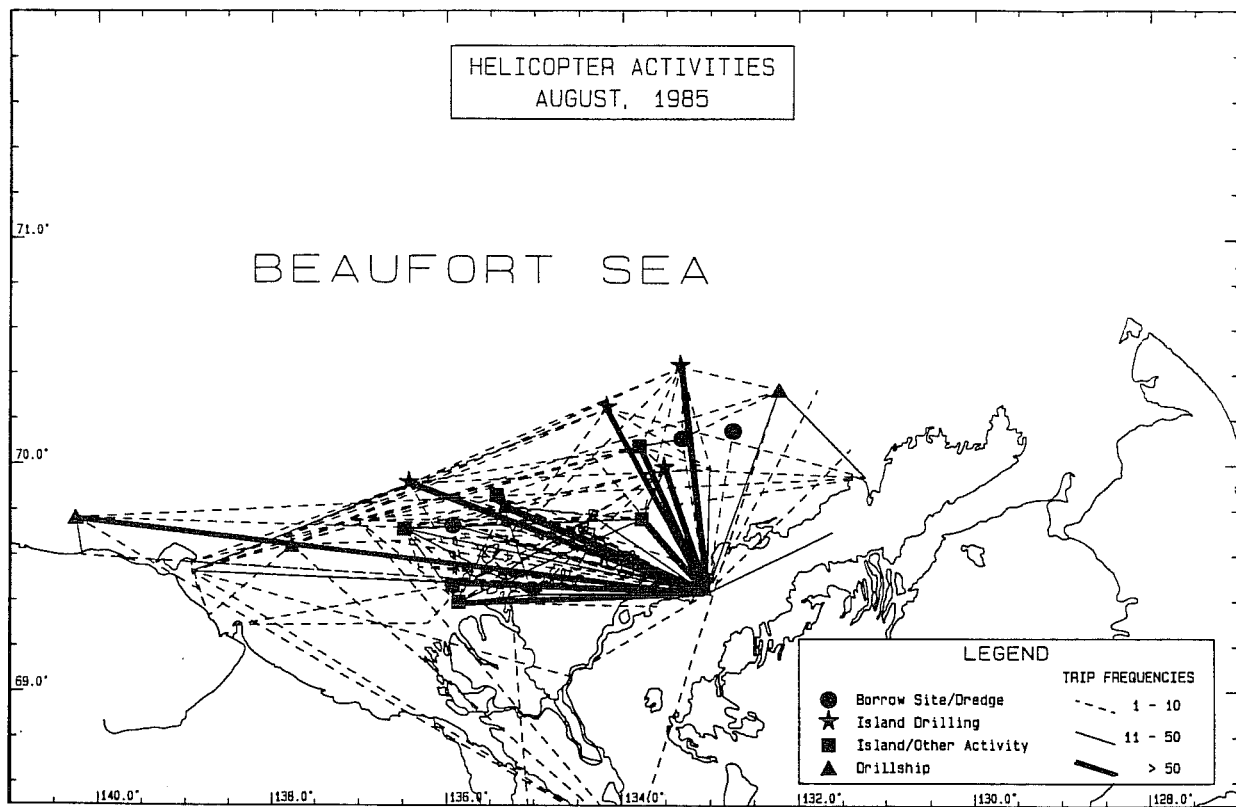 HELICOPTER ACTIVITIES
AUGUST, 1985
71.0°
BEAUFORT SEA
70.0°
69.0°
LEGEND
TRIP FREQUENCIES
Borrow Site/Dredge
1 - 10
Island Drilling
11 - 50
Island/Other Activity
> 50
Drillship
140.0° 138.0° 136.0° 134.0° 132.0° 130.0° 128.0°